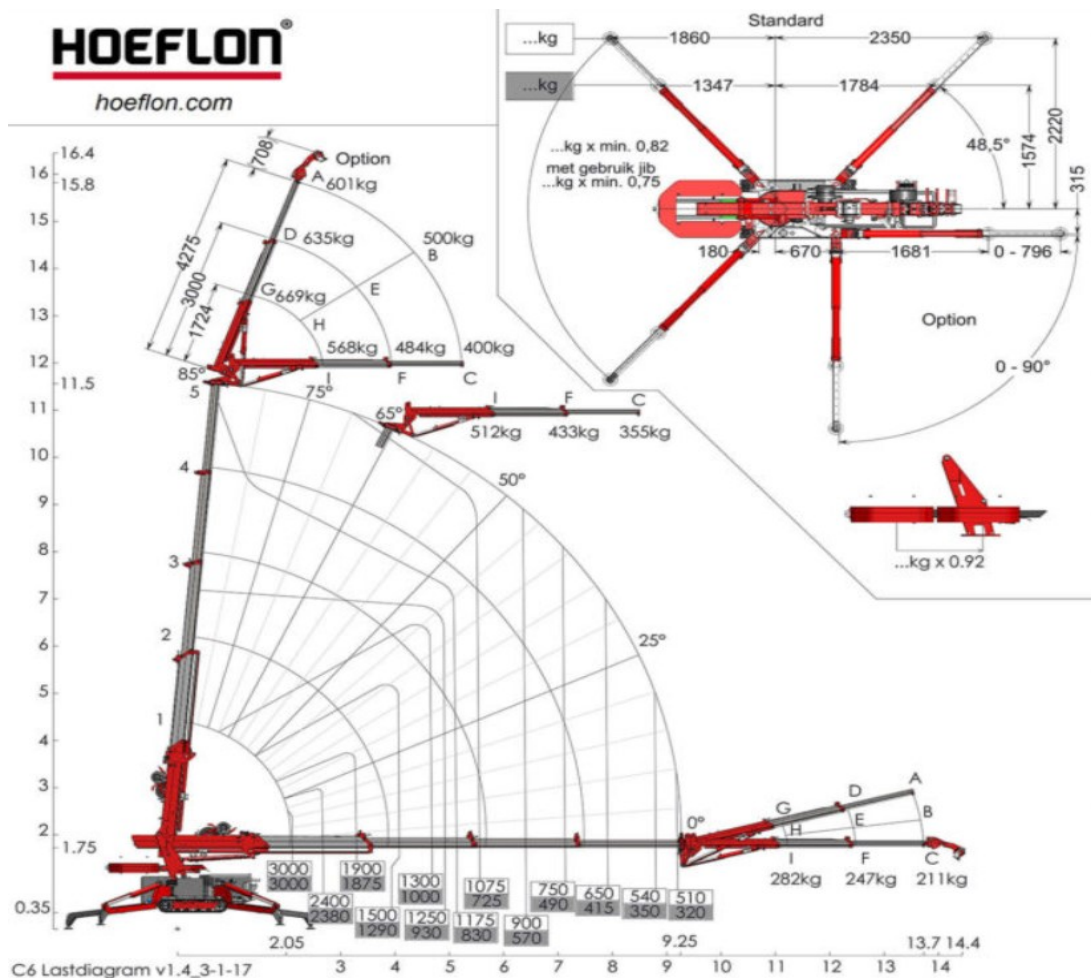 HOEFLON®
hoeflon.com
...kg
...kg
Standard
1860
2350
1347
1784
48,5°
1574
2220
315
...kg x min. 0,82
met gebruik jib
...kg x min. 0,75
180
670
1681
0 - 796
Option
0 - 90°
...kg x 0.92
16.4
16
15.8
15
14
13
12
11.5
11
10
9
8
7
6
5
4
3
2
1.75
0.35
708
Option
A
601kg
4275
3000
1724
D
635kg
500kg
B
G
669kg
E
H
568kg
484kg
400kg
I
F
C
85°
5
75°
65°
I
F
C
512kg
433kg
355kg
50°
4
3
2
1
25°
0°
A
D
G
B
E
H
I
F
C
282kg
247kg
211kg
3000
3000
2400
2380
1900
1875
1500
1290
1300
1000
1250
930
1075
725
1175
830
900
570
750
490
650
415
540
350
510
320
2.05
9.25
13.7 14.4
3 4 5 6 7 8 9 10 11 12 13 14
C6 Lastdiagram v1.4_3-1-17